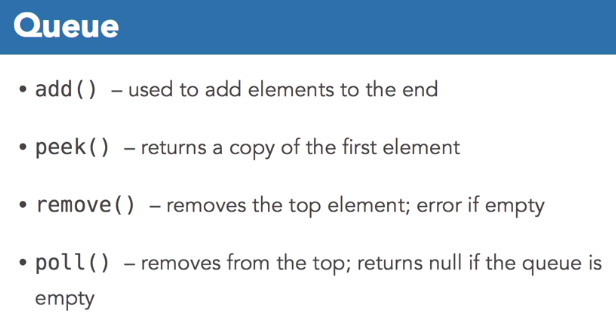 Queue
• add() – used to add elements to the end
• peek() – returns a copy of the first element
• remove() – removes the top element; error if empty
• poll() – removes from the top; returns null if the queue is
empty